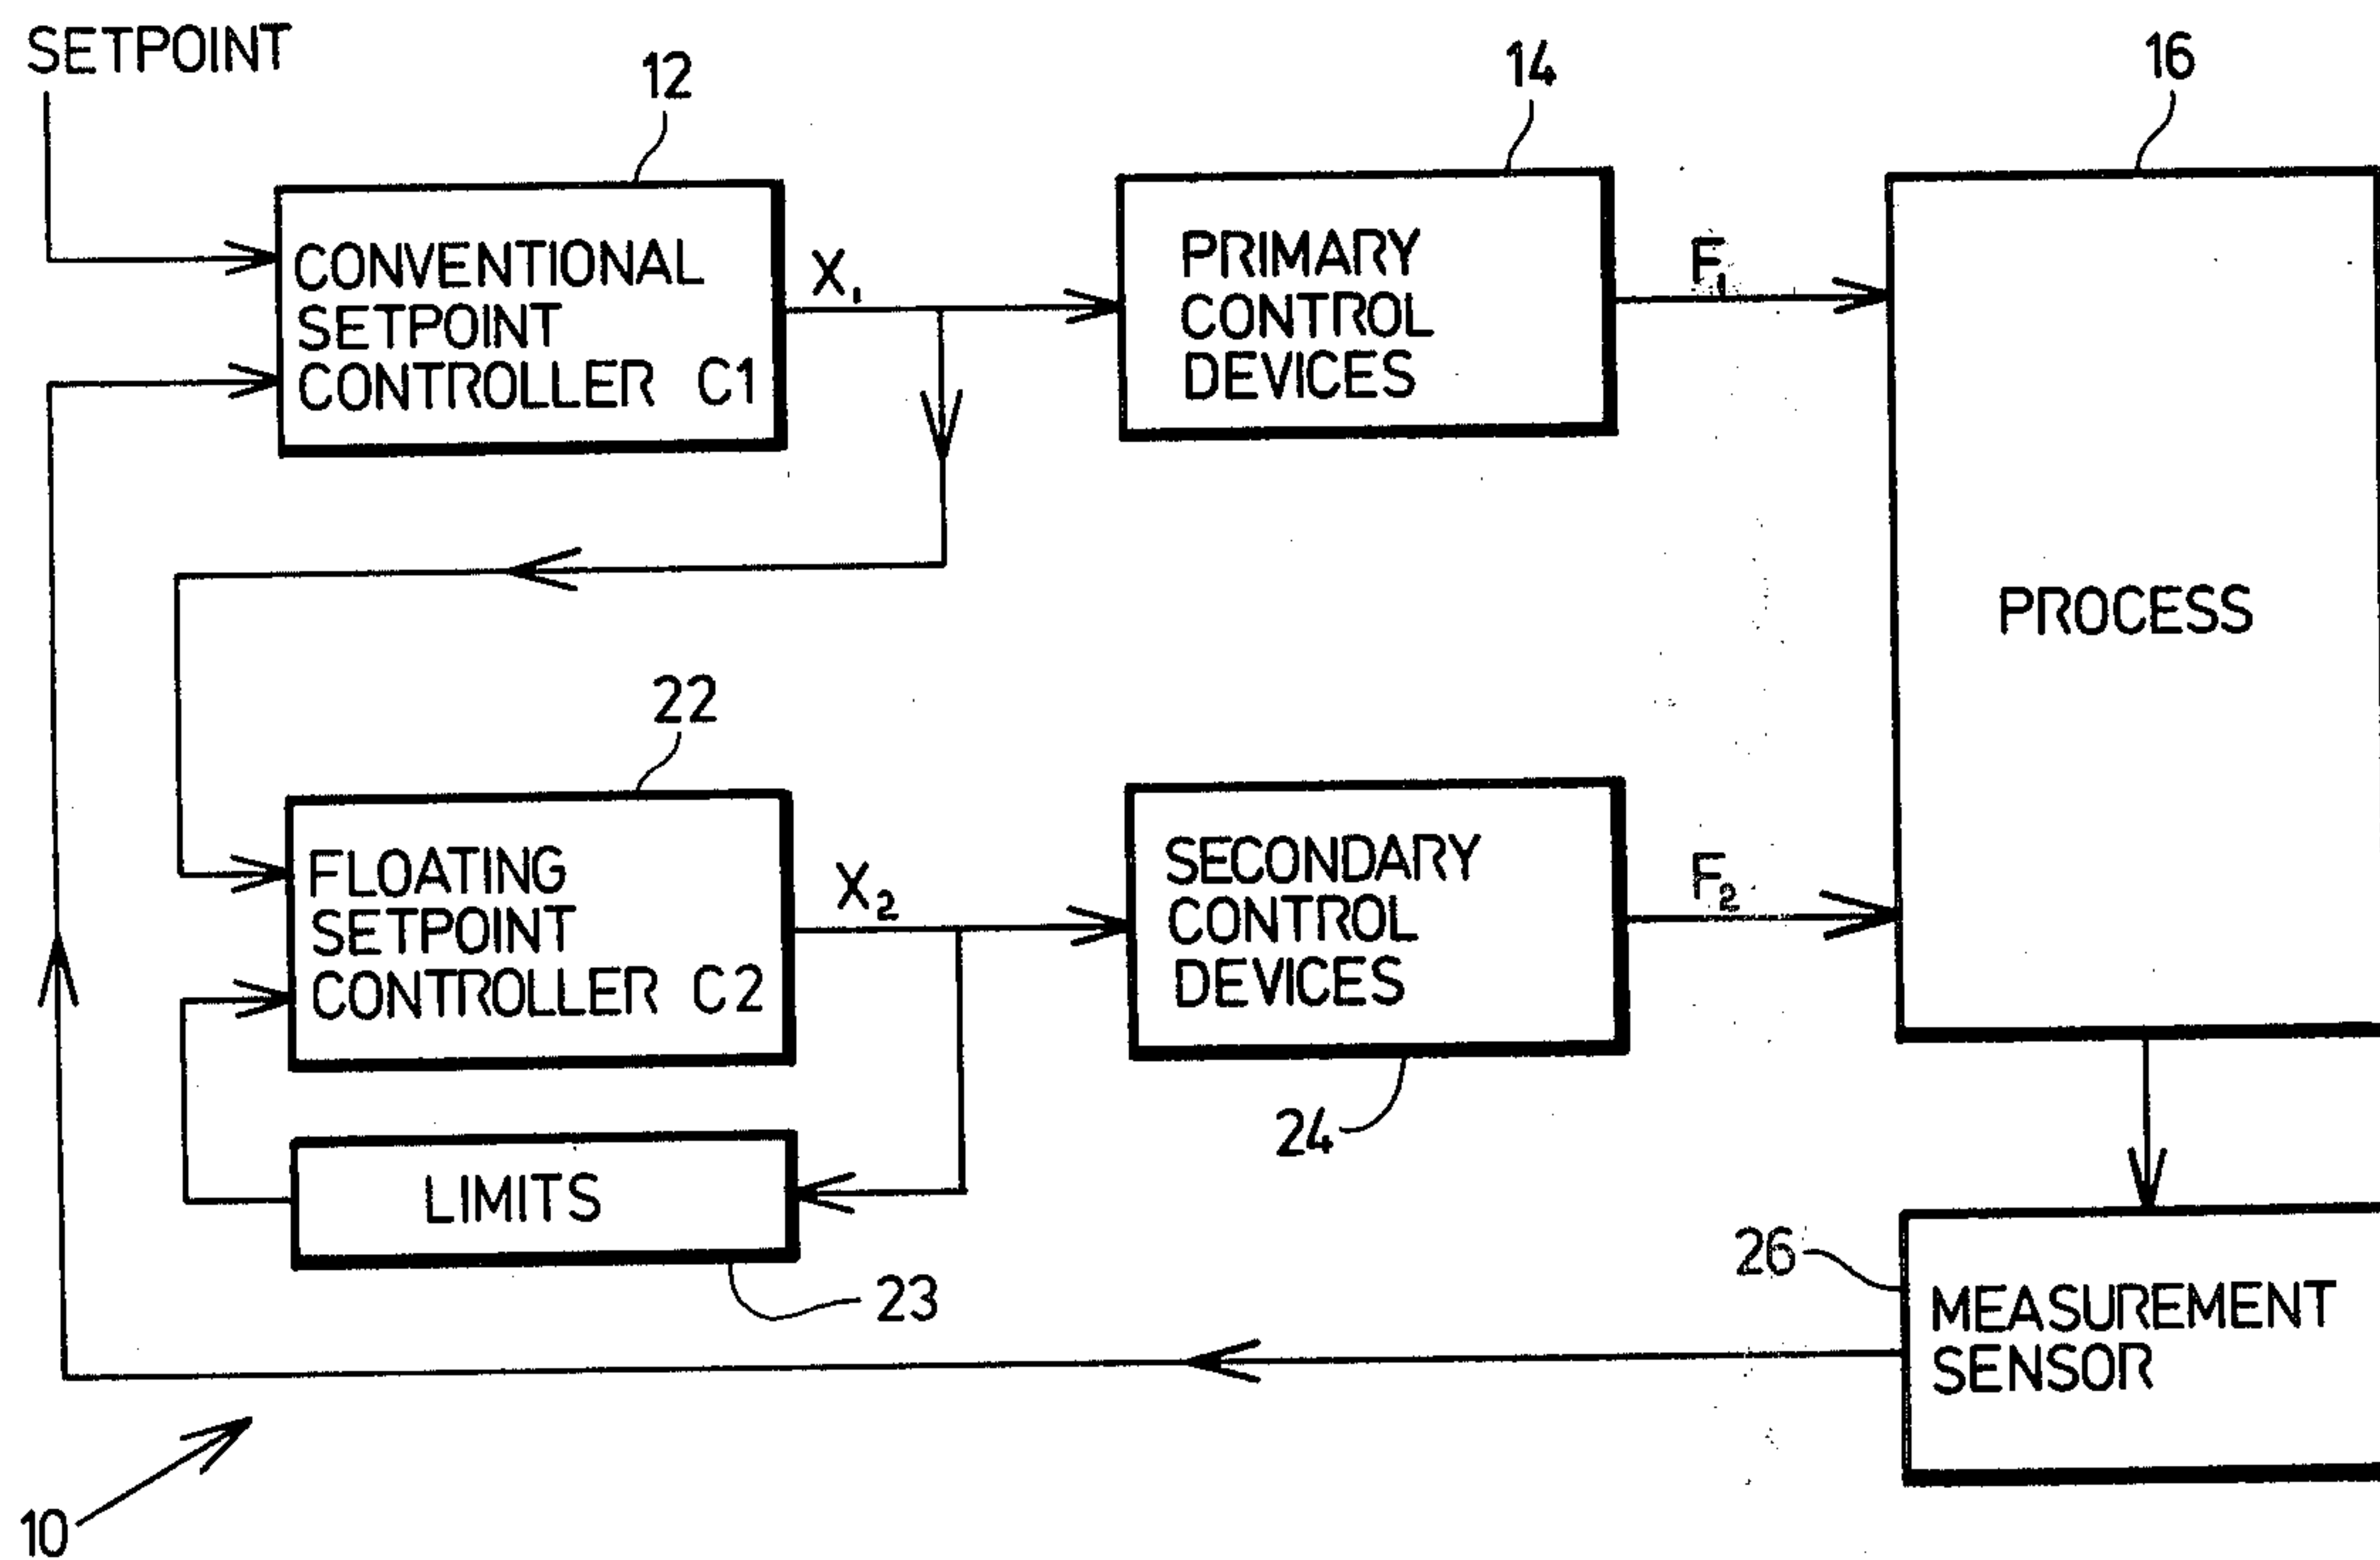 SETPOINT
12
14
16
CONVENTIONAL
SETPOINT
CONTROLLER C1
X₁
PRIMARY
CONTROL
DEVICES
F₁
PROCESS
22
FLOATING
SETPOINT
CONTROLLER C2
X₂
SECONDARY
CONTROL
DEVICES
F₂
24
LIMITS
23
26
MEASUREMENT
SENSOR
10